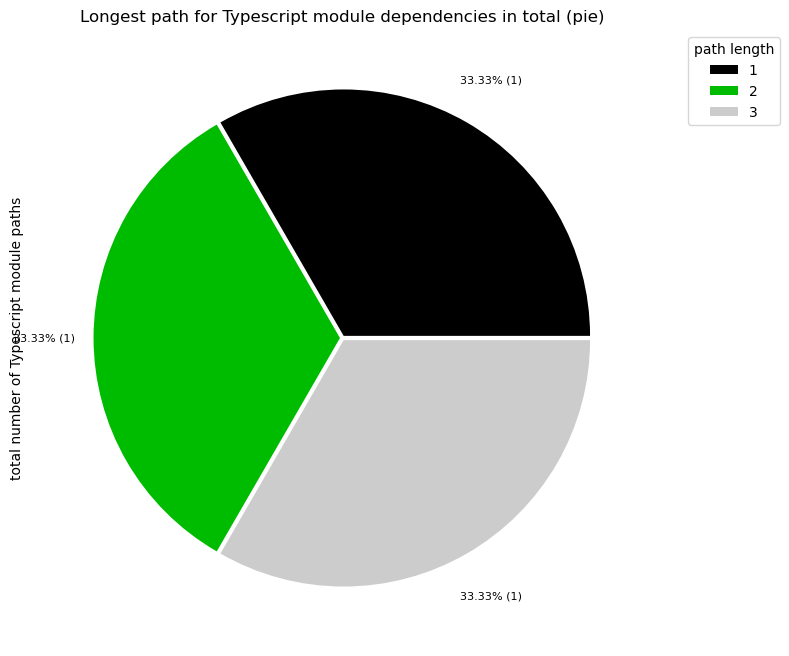 Longest path for Typescript module dependencies in total (pie)
path length
1
2
3
33.33% (1)
total number of Typescript module paths
33.33% (1)
33.33% (1)